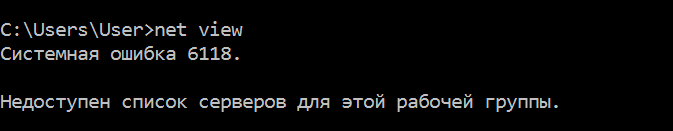 C:\Users\User>net view
Системная ошибка 6118.
Недоступен список серверов для этой рабочей группы.